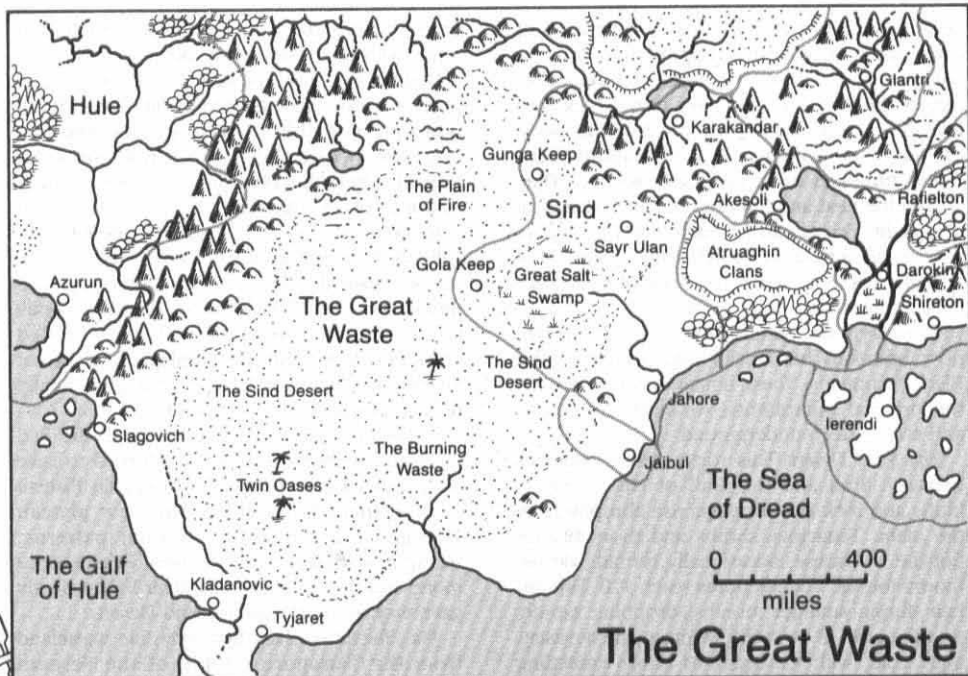 Hule
Glantri
Karakandar
Gunga Keep
The Plain
of Fire
Sind
Akesoli
Rafielton
Sayr Ulan
Atruaghin
Clans
Gola Keep
Great Salt
Swamp
Darokin
Azurun
Shireton
The Great
Waste
The Sind
Desert
The Sind Desert
Jahore
Ierendi
Slagovich
The Burning
Waste
Jaibul
Twin Oases
The Sea
of Dread
The Gulf
of Hule
0 400
miles
Kladanovic
Tyjaret
The Great Waste